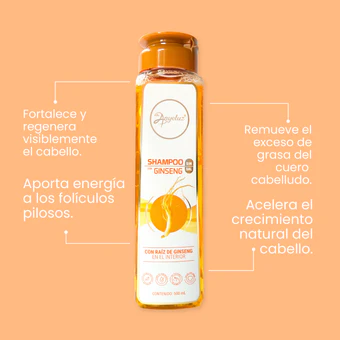 Fortalece y
regenera
visiblemente
el cabello.
Aporta energía
a los folículos
pilosos.
Anyeluz
SHAMPOO
GINSENG
CON RAÍZ DE GINSENG
EN EL INTERIOR
Remueve el
exceso de
grasa del
cuero
cabelludo.
Acelera el
crecimiento
natural del
cabello.